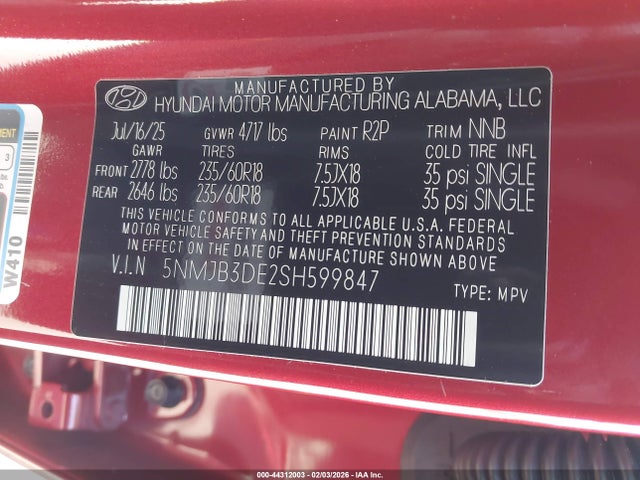 MANUFACTURED BY
HYUNDAI MOTOR MANUFACTURING ALABAMA, LLC
Jul/16/25 GVWR 4717 lbs PAINT R2P TRIM NNB
GAWR TIRES RIMS COLD TIRE INFL
FRONT 2778 lbs 235/60R18 7.5JX18 35 psi SINGLE
REAR 2646 lbs 235/60R18 7.5JX18 35 psi SINGLE
THIS VEHICLE CONFORMS TO ALL APPLICABLE U.S.A. FEDERAL
MOTOR VEHICLE SAFETY AND THEFT PREVENTION STANDARDS
IN EFFECT ON THE DATE OF MANUFACTURE SHOWN ABOVE.
V.I.N 5NMJB3DE2SH599847
TYPE: MPV
3
W410
000-44312003 - 02/03/2026 - IAAI Inc.